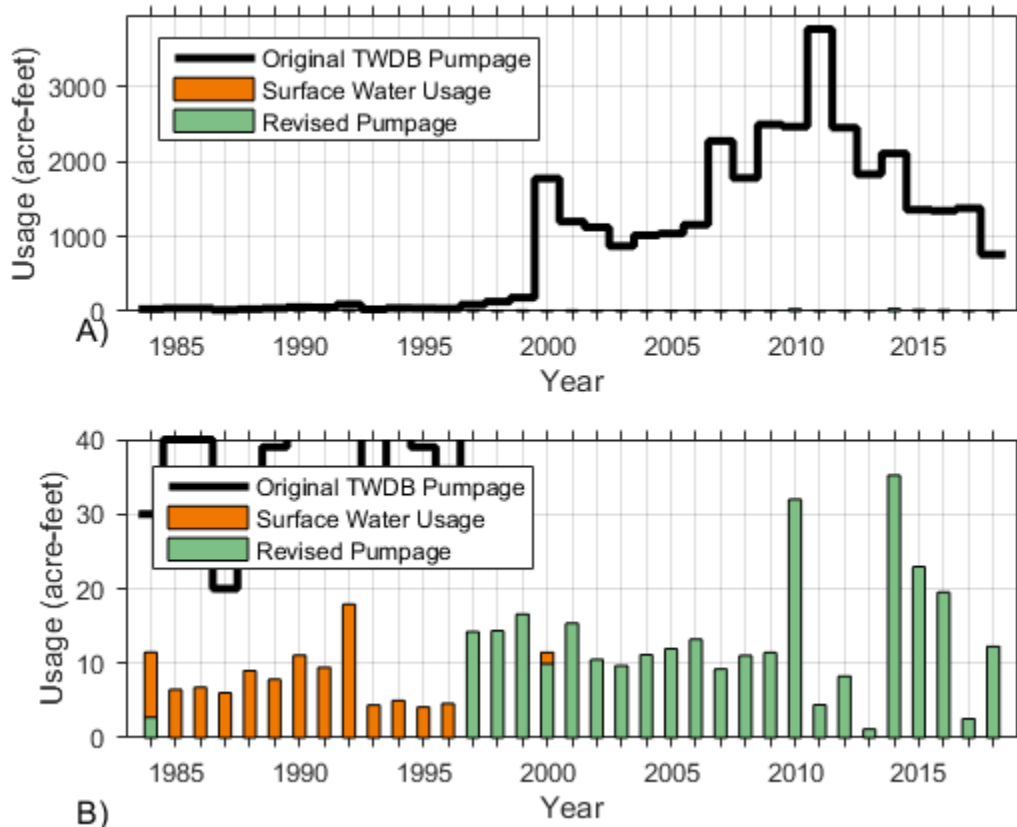 Usage (acre-feet)
3000
2000
1000
0
Original TWDB Pumpage
Surface Water Usage
Revised Pumpage
A)
1985 1990 1995 2000 2005 2010 2015
Year
Usage (acre-feet)
40
30
20
10
0
Original TWDB Pumpage
Surface Water Usage
Revised Pumpage
1985 1990 1995 2000 2005 2010 2015
Year
B)